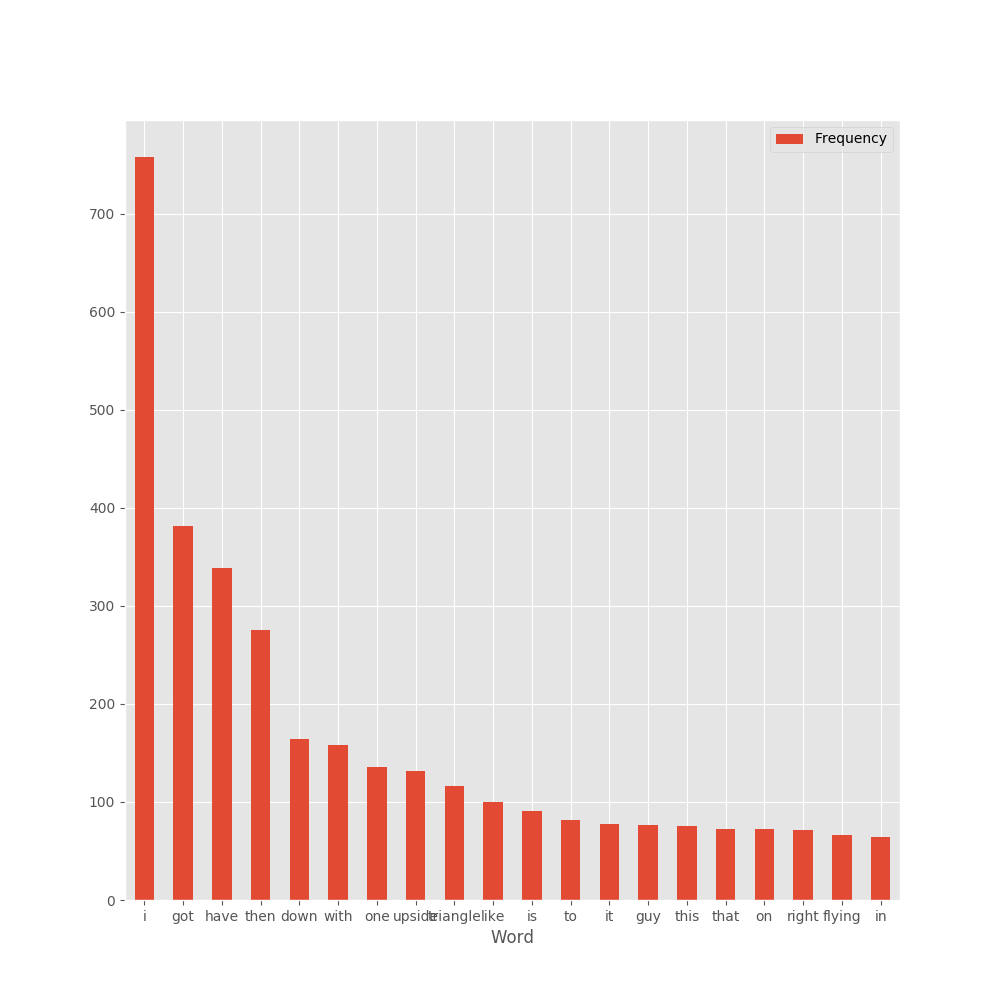 Frequency
700
600
500
400
300
200
100
0
i got have then down with one upside triangle like is to it guy this that on right flying in
Word